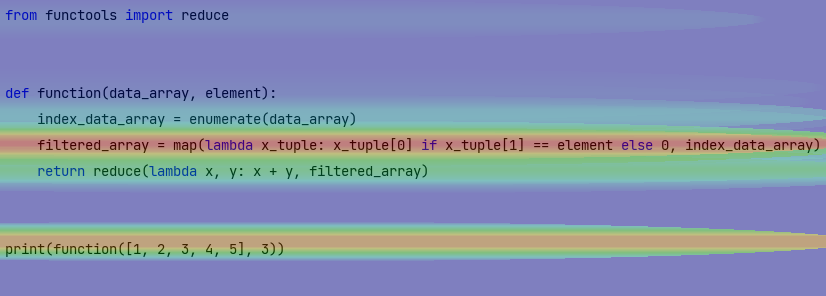 from functools import reduce
def function(data_array, element):
    index_data_array = enumerate(data_array)
    filtered_array = map(lambda x_tuple: x_tuple[0] if x_tuple[1] == element else 0, index_data_array)
    return reduce(lambda x, y: x + y, filtered_array)
print(function([1, 2, 3, 4, 5], 3))